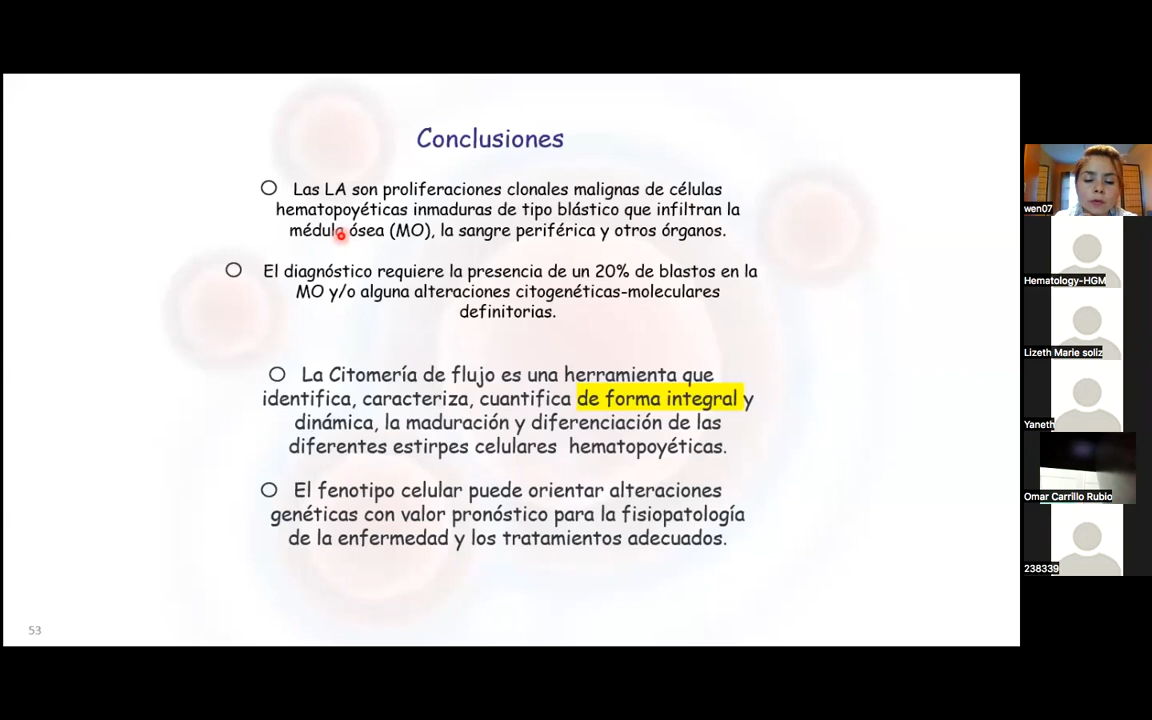 Conclusiones
Las LA son proliferaciones clonales malignas de células
hematopoyéticas inmaduras de tipo blástico que infiltran la
médula ósea (MO), la sangre periférica y otros órganos.
El diagnóstico requiere la presencia de un 20% de blastos en la
MO y/o alguna alteraciones citogenéticas-moleculares
definitorias.
La Citomería de flujo es una herramienta que
identifica, caracteriza, cuantifica de forma integral y
dinámica, la maduración y diferenciación de las
diferentes estirpes celulares hematopoyéticas.
El fenotipo celular puede orientar alteraciones
genéticas con valor pronóstico para la fisiopatología
de la enfermedad y los tratamientos adecuados.
53
wen07
Hematology-HGM
Lizeth Marie soliz
Yaneth
Omar Carrillo Rubio
238339